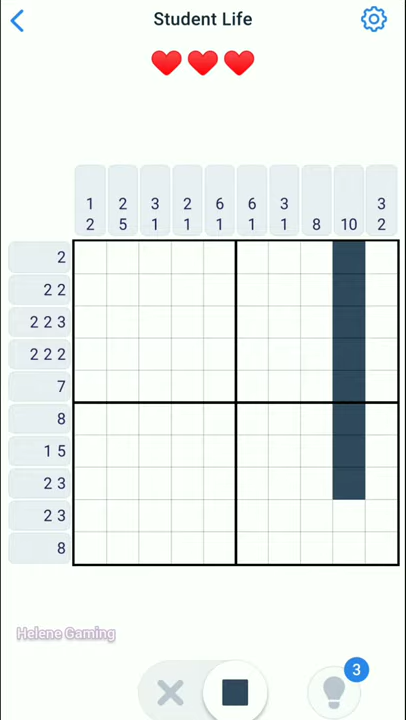 Student Life
1 2 3 2 6 6 3 3
2 5 1 1 1 1 1 8 10 2
2
2 2
2 2 3
2 2 2
7
8
1 5
2 3
2 3
8
Helene Gaming
3